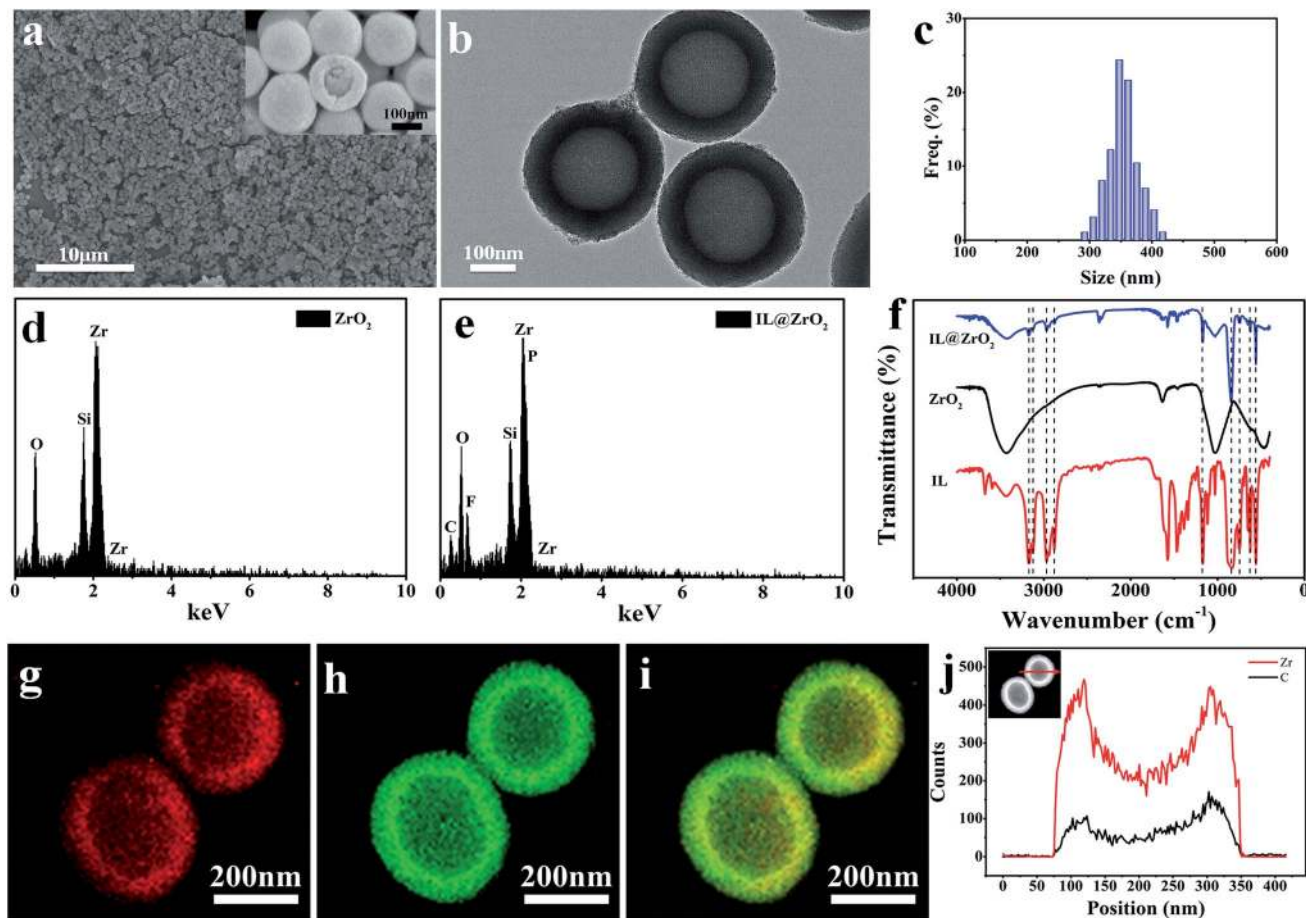 a
100nm
10μm
b
100nm
c
Freq. (%)
30
20
10
0
100 200 300 400 500 600
Size (nm)
d
ZrO2
Zr
Si
O
Zr
0 2 4 6 8 10
keV
e
IL@ZrO2
Zr
P
O
Si
F
C
Zr
0 2 4 6 8 10
keV
f
Transmittance (%)
IL@ZrO2
ZrO2
IL
4000 3000 2000 1000 0
Wavenumber (cm-1)
g
200nm
h
200nm
i
200nm
j
Zr
C
Counts
500
400
300
200
100
0
0 50 100 150 200 250 300 350 400
Position (nm)